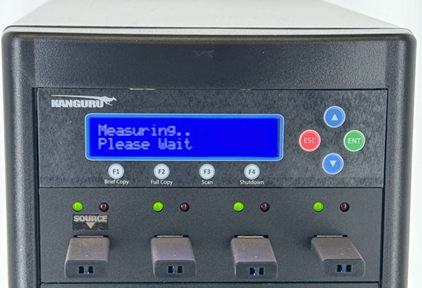 KANGURU
Measuring..
Please Wait
ESC
ENT
F1
F2
F3
F4
Brief Copy
Full Copy
Scan
Shutdown
SOURCE